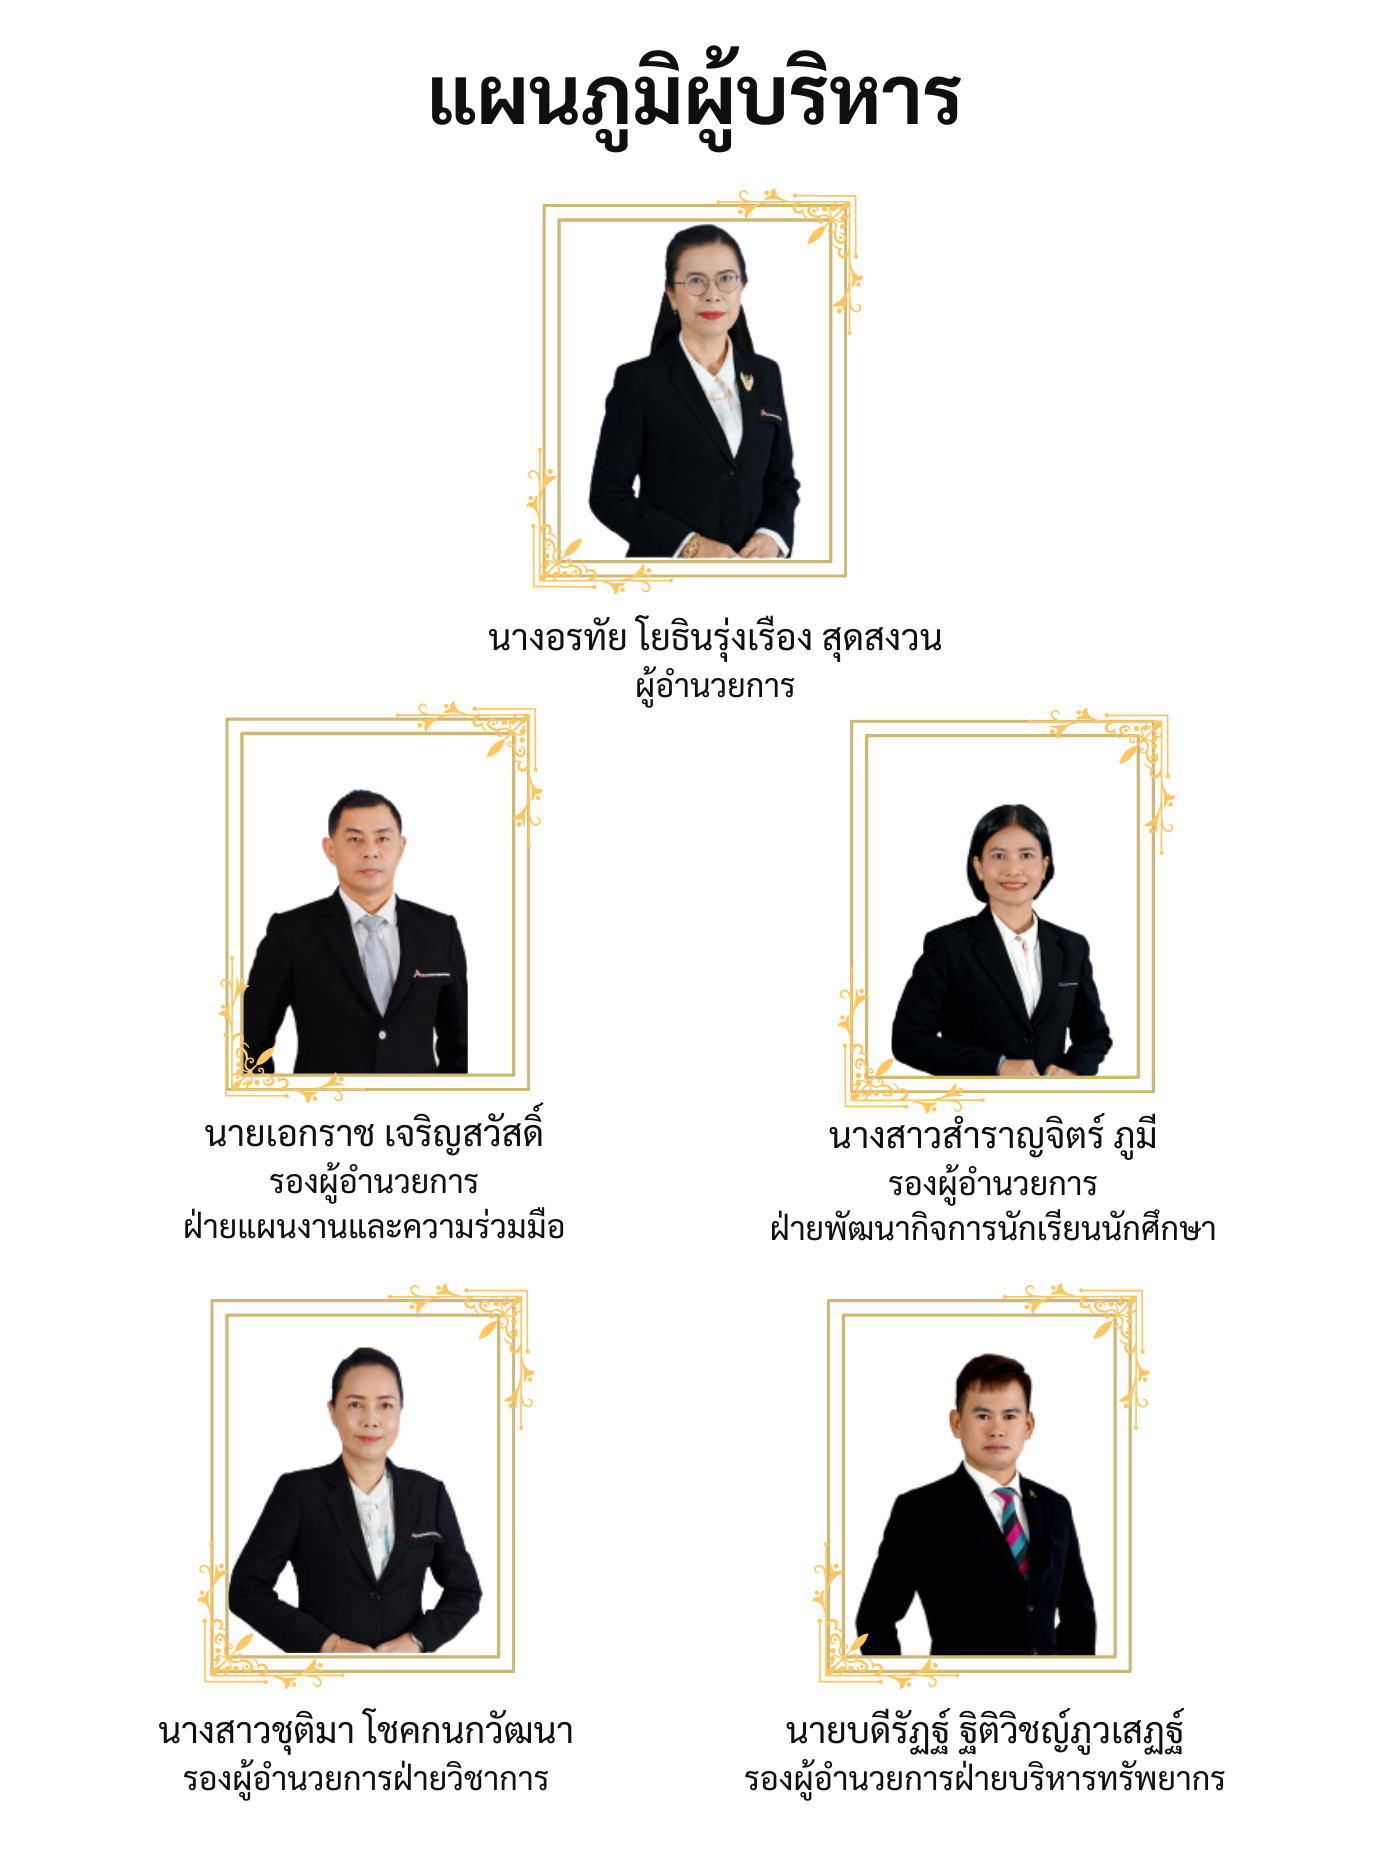 แผนภูมิผู้บริหาร
นางอรทัย โยธินรุ่งเรือง สุดสงวน
ผู้อำนวยการ
นายเอกราช เจริญสวัสดิ์
รองผู้อำนวยการ
ฝ่ายแผนงานและความร่วมมือ
นางสาวสำราญจิตร์ ภูมี
รองผู้อำนวยการ
ฝ่ายพัฒนากิจการนักเรียนนักศึกษา
นางสาวชุติมา โชคกนกวัฒนา
รองผู้อำนวยการฝ่ายวิชาการ
นายบดีรัฏฐ์ ฐิติวิชญ์ภูวเสฏฐ์
รองผู้อำนวยการฝ่ายบริหารทรัพยากร